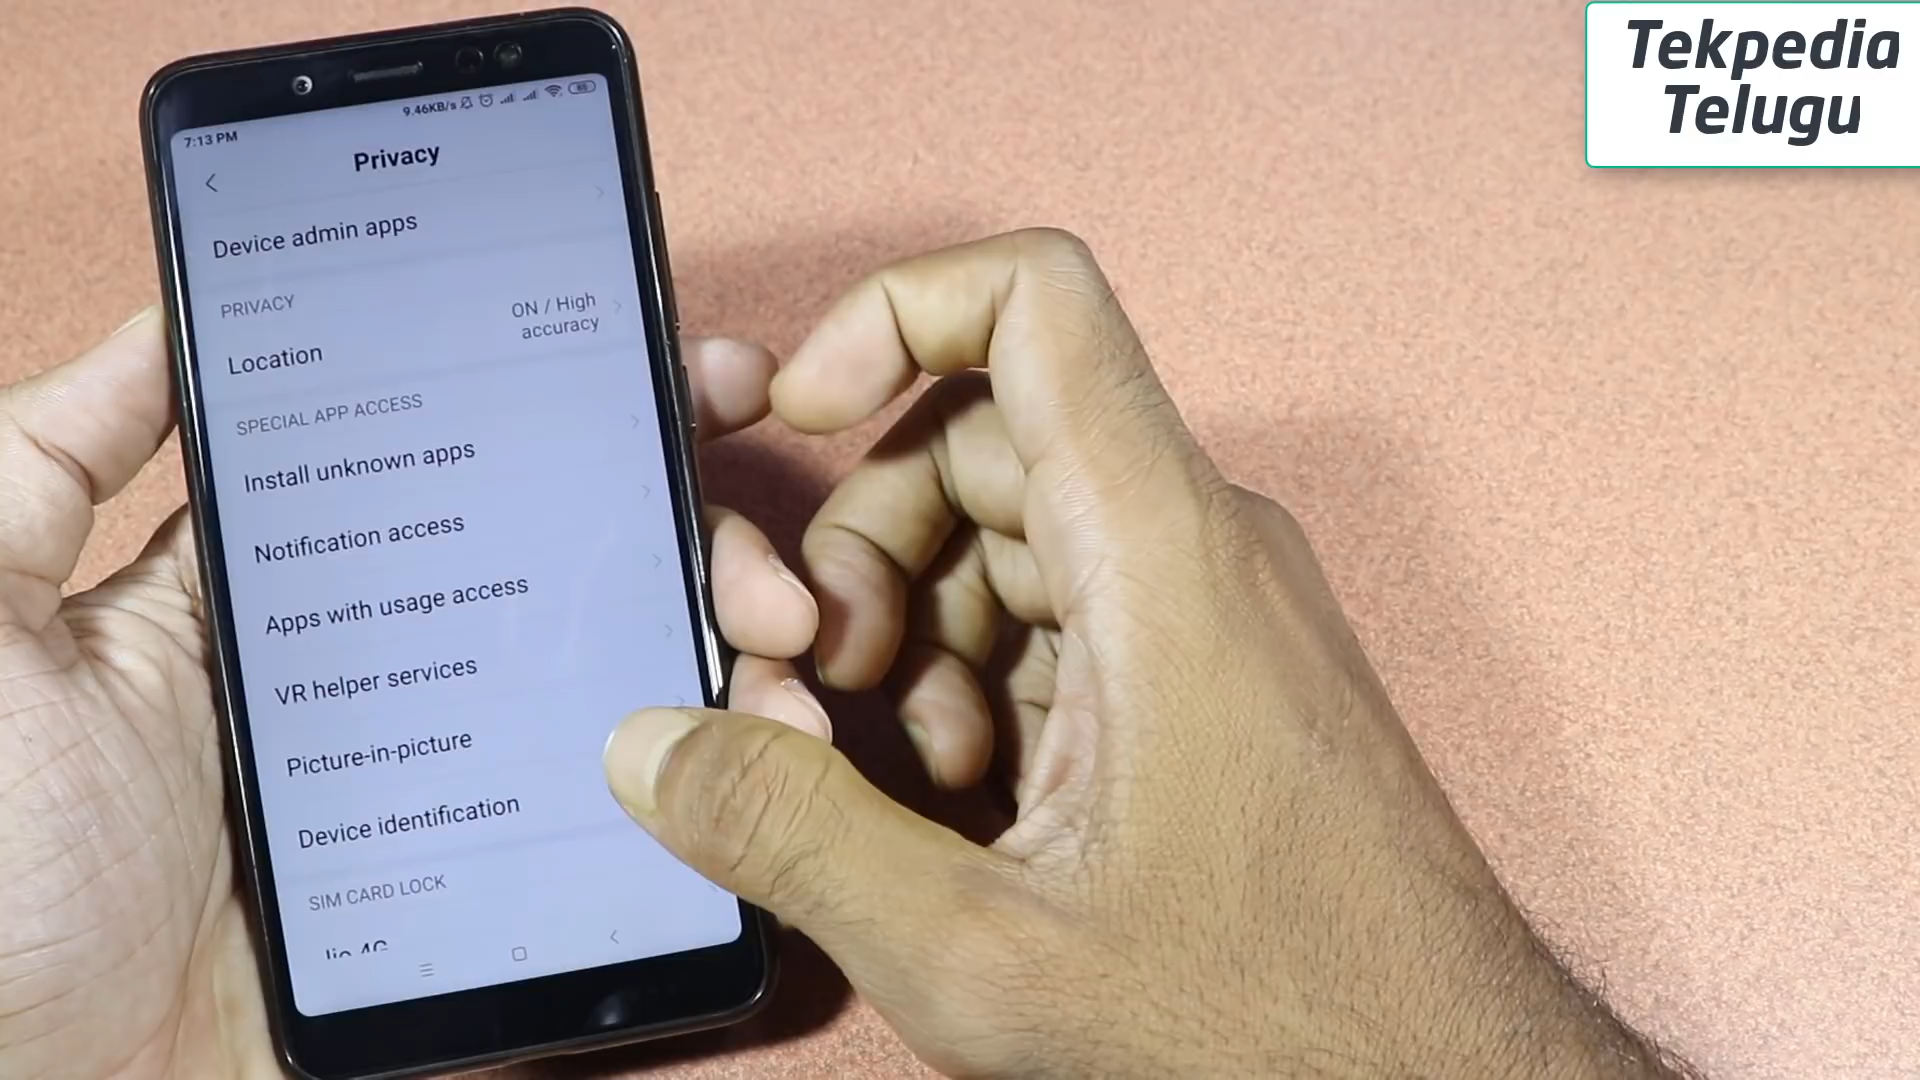 Tekpedia
Telugu
9.46KB/s
85
7:13 PM
Privacy
Device admin apps
PRIVACY
ON / High
accuracy
Location
SPECIAL APP ACCESS
Install unknown apps
Notification access
Apps with usage access
VR helper services
Picture-in-picture
Device identification
SIM CARD LOCK
Jio 4G